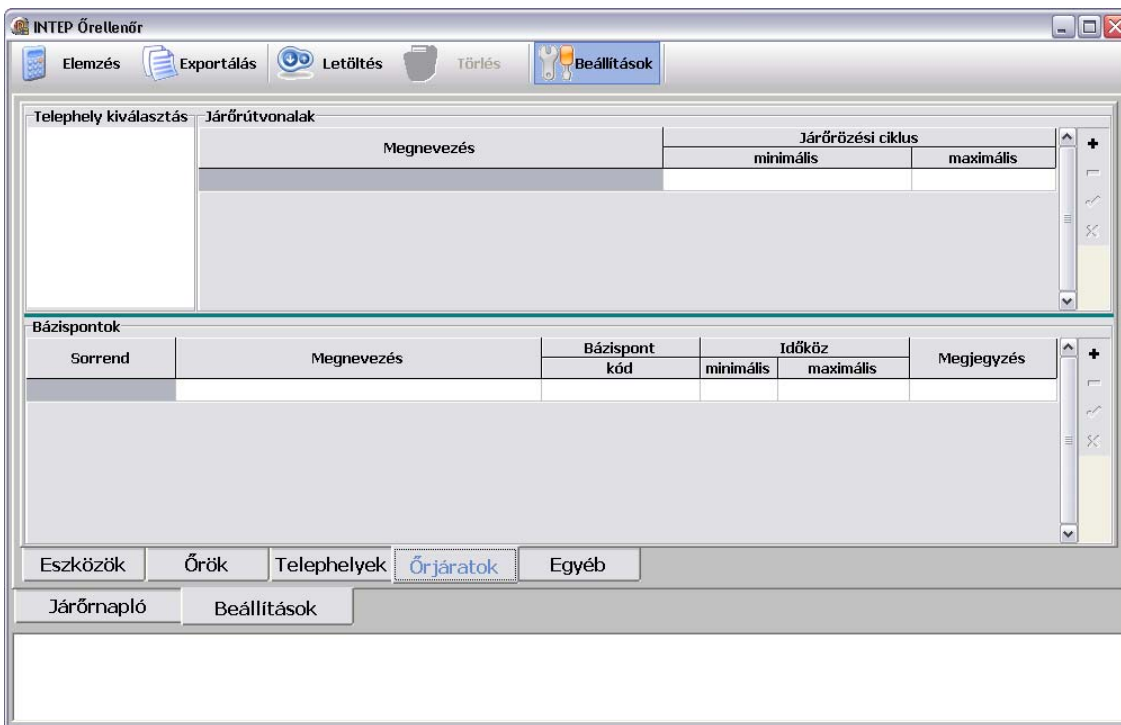 INTEP Őrellenőr
Elemzés Exportálás Letöltés Törlés Beállítások
Telephely kiválasztás Járőrútvonalak
Megnevezés Járőrözési ciklus
minimális maximális
Bázispontok
Sorrend Megnevezés Bázispont Időköz Megjegyzés
kód minimális maximális
Eszközök Őrök Telephelyek Őrjáratok Egyéb
Járőrnapló Beállítások